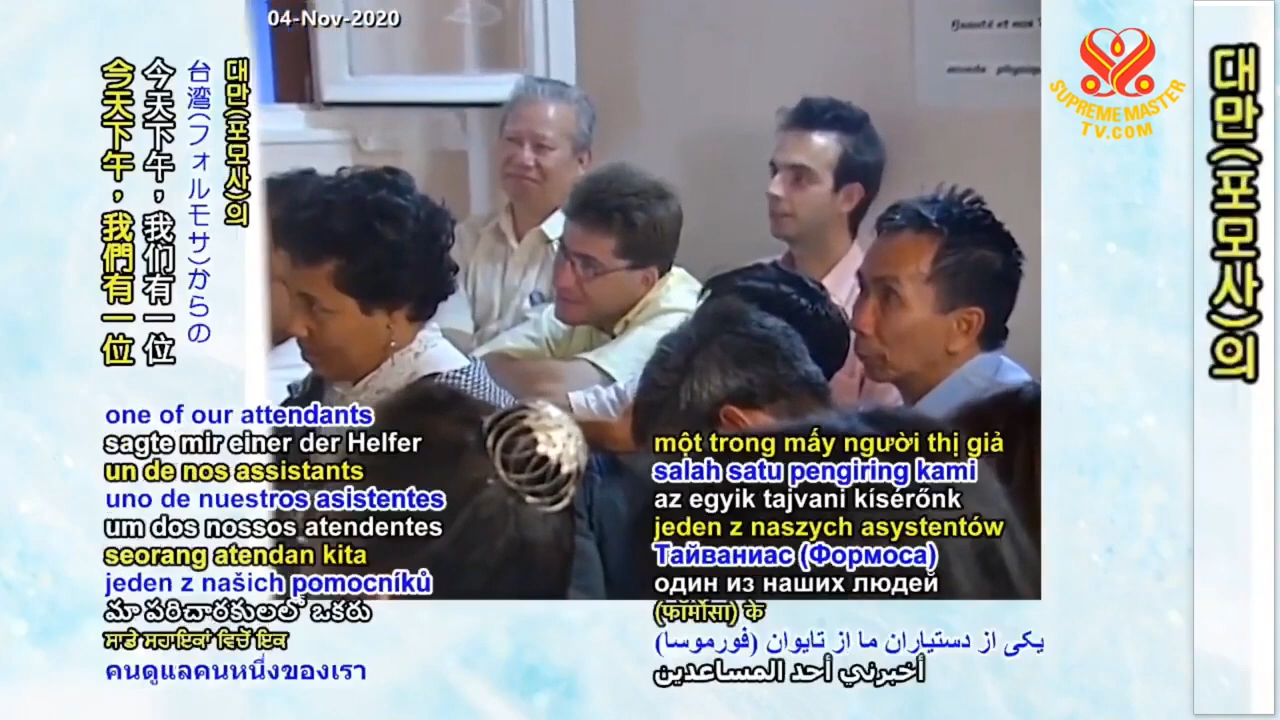 04-Nov-2020
SUPREME MASTER
TV.COM
今天下午，我們有一位
今天下午，我们有一位
台湾(フォルモサ)からの
대만(포모사)의
대만(포모사)의
one of our attendants
sagte mir einer der Helfer
un de nos assistants
uno de nuestros asistentes
um dos nossos atendentes
seorang atendan kita
jeden z našich pomocníků
మా పరిచారకులలో ఒకరు
ਸਾਡੇ ਸਹਾਇਕਾਂ ਵਿਚੋਂ ਇਕ
คนดูแลคนหนึ่งของเรา
một trong mấy người thị giả
salah satu pengiring kami
az egyik tajvani kísérőnk
jeden z naszych asystentów
Тайваниас (Формоса)
один из наших людей
(फॉर्मोसा) के
یکی از دستیاران ما از تایوان (فورموسا)
أخبرني أحد المساعدين